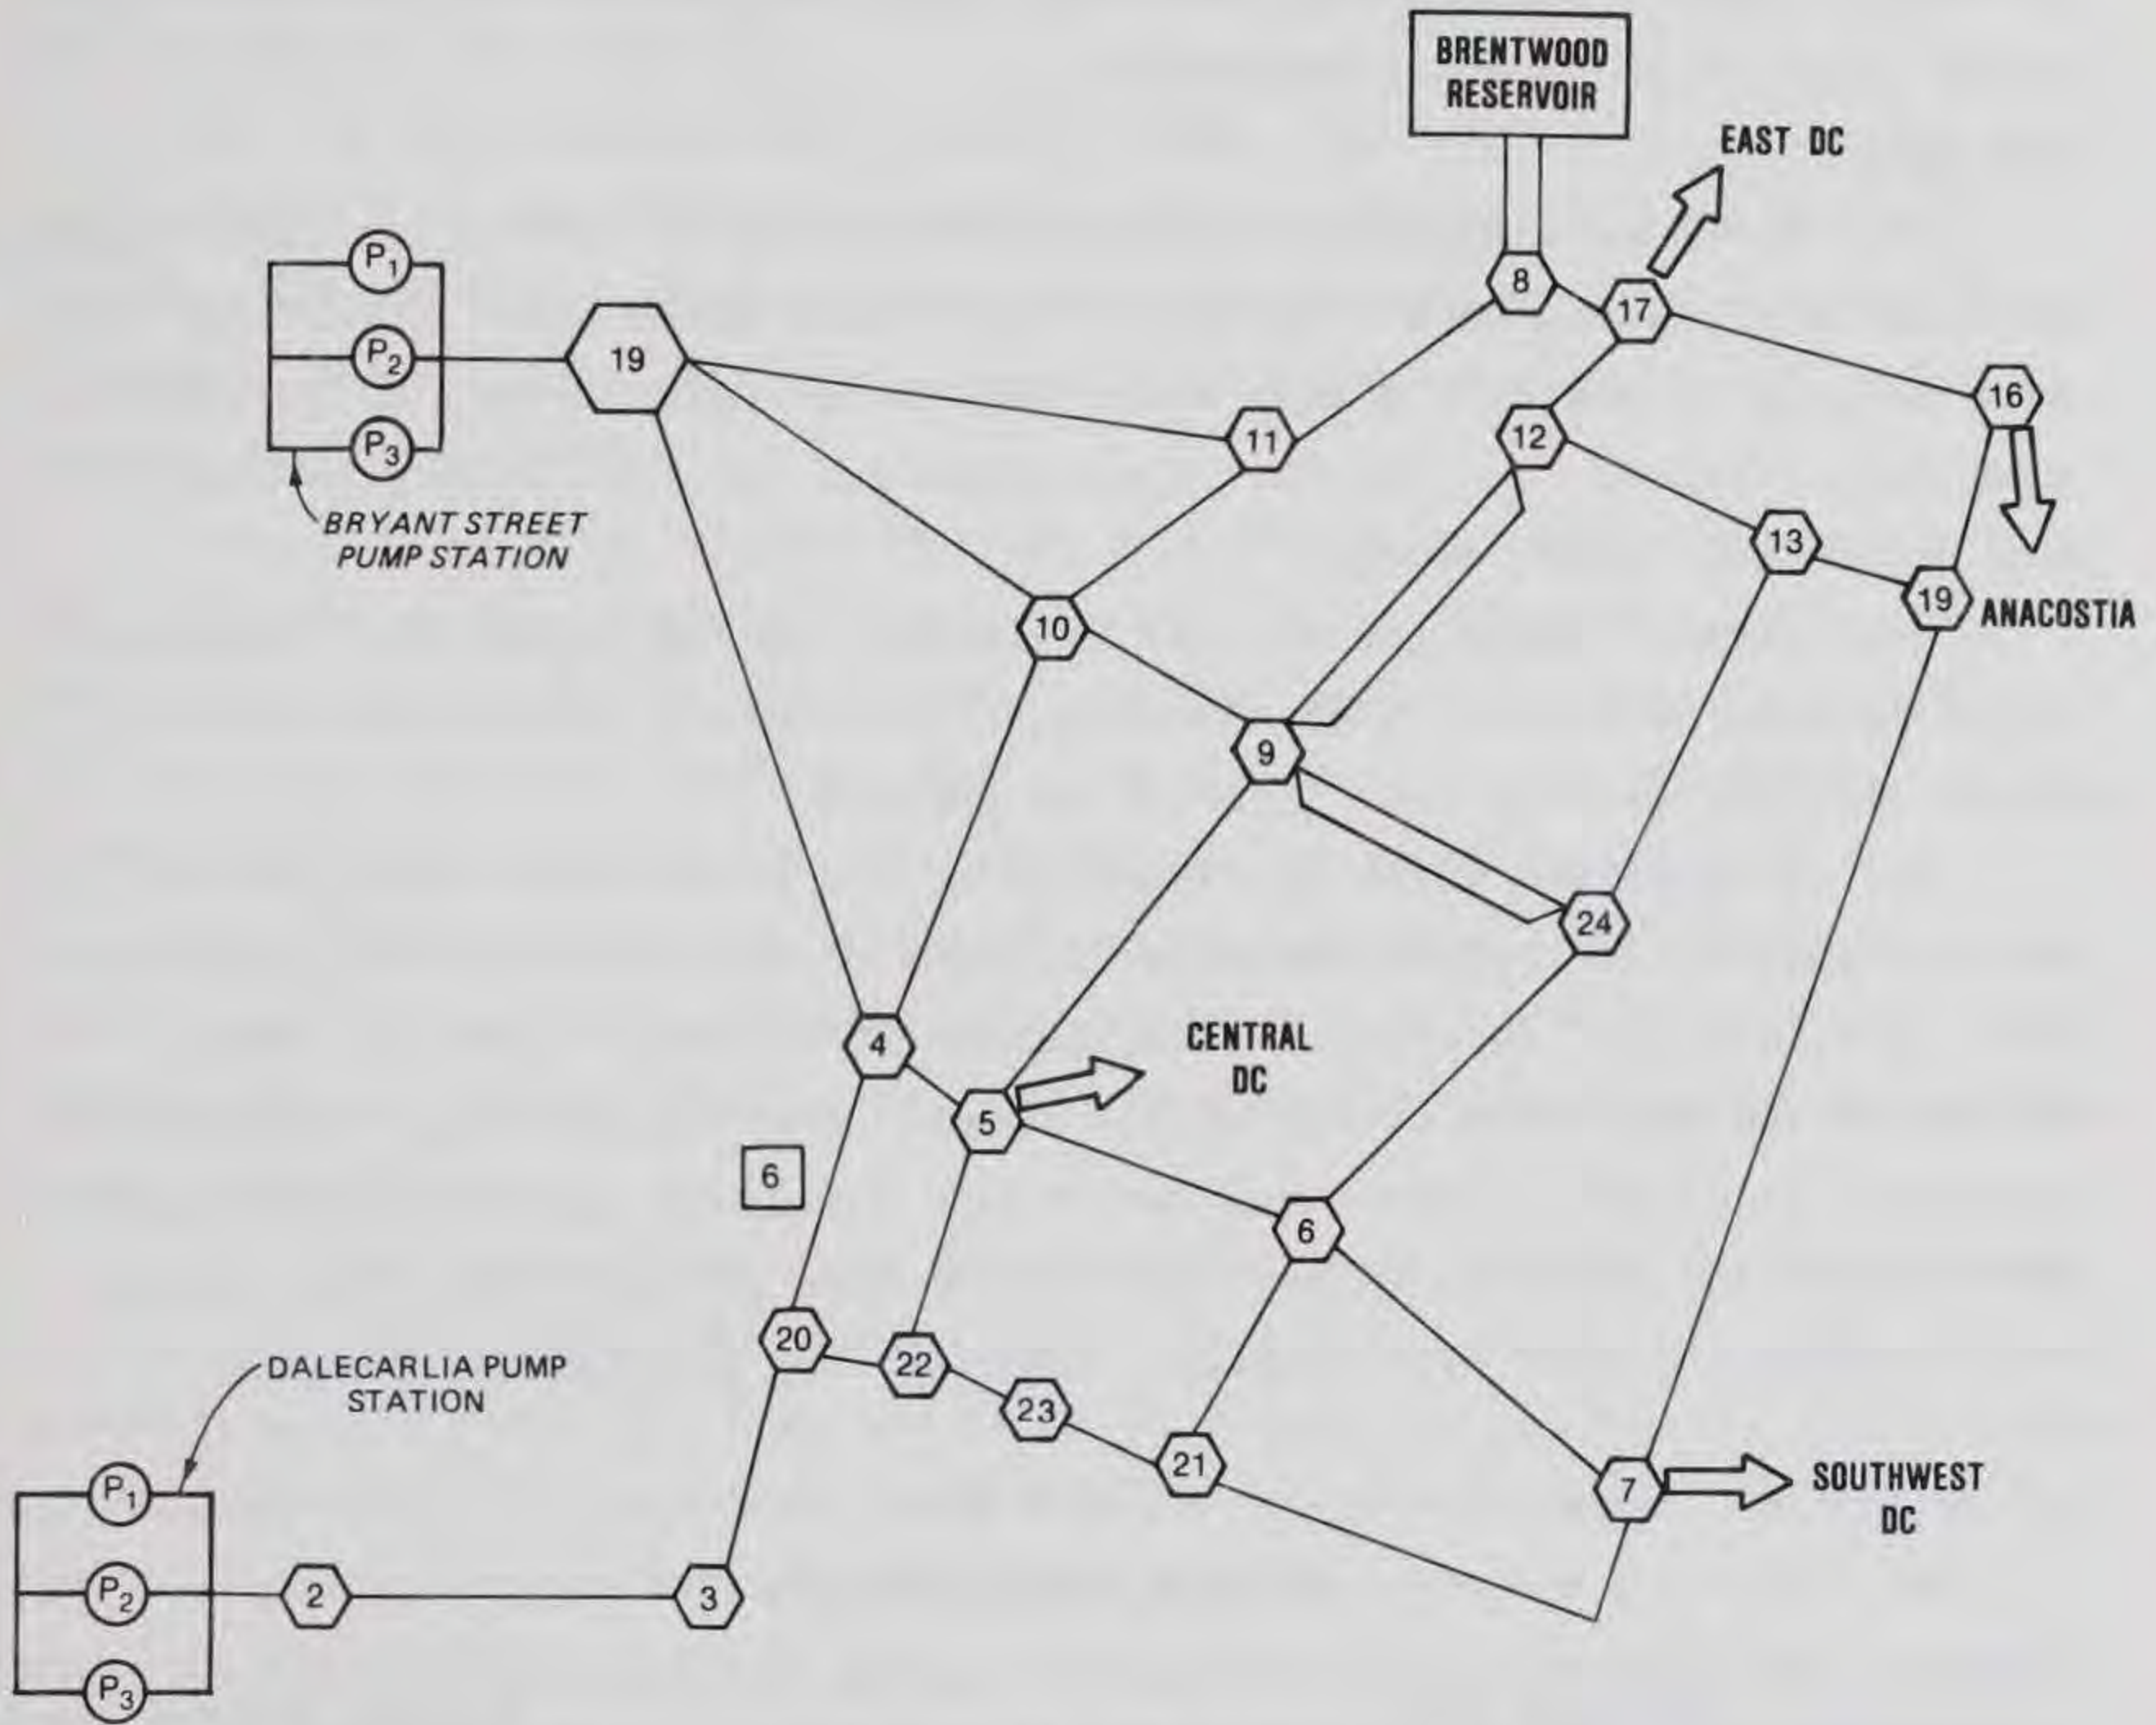 BRENTWOOD
RESERVOIR
EAST DC
P1
8
17
P2
19
16
11
12
P3
BRYANT STREET
PUMP STATION
13
19
ANACOSTIA
10
9
24
CENTRAL
DC
4
5
6
6
20
22
DALECARLIA PUMP
STATION
23
21
SOUTHWEST
DC
7
P1
P2
2
3
P3